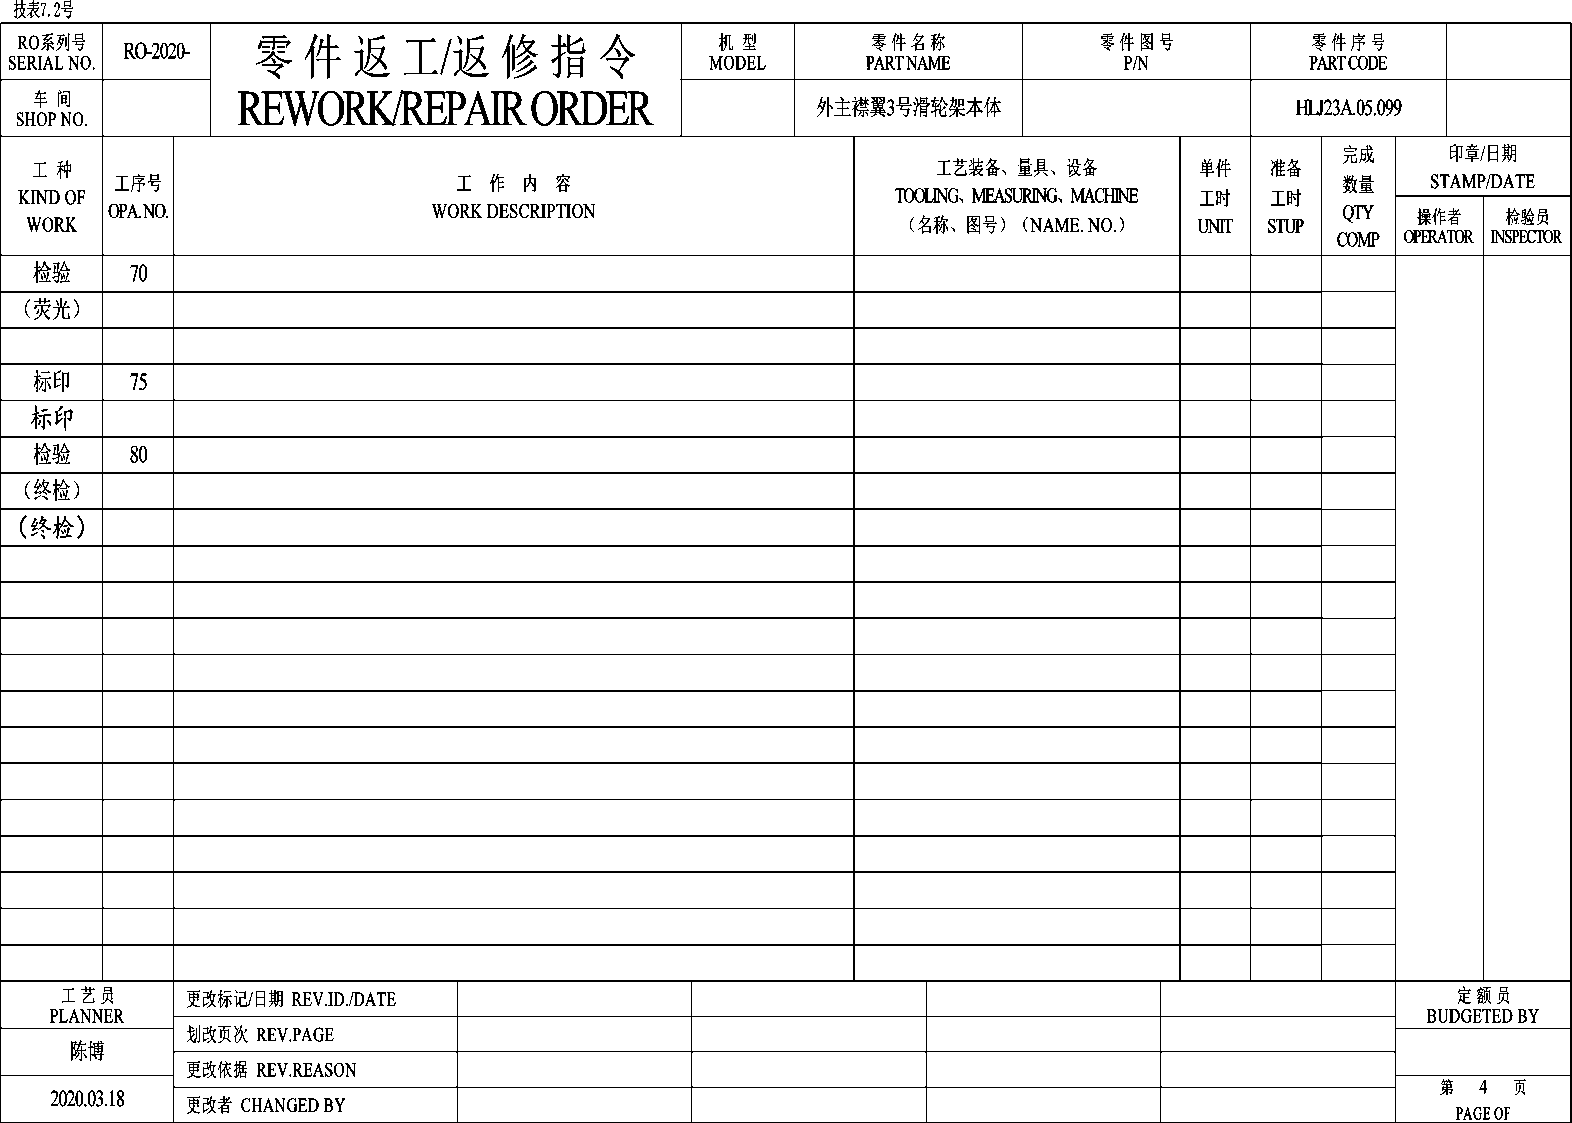 技表7.2号
RO系列号
SERIAL NO.
RO-2020-
零件返工/返修指令
REWORK/REPAIR ORDER
机 型
MODEL
零件名称
PART NAME
零件图号
P/N
零件序号
PART CODE
车 间
SHOP NO.
外主襟翼3号滑轮架本体
HLJ23A.05.099
工 种
KIND OF
WORK
工序号
OPA. NO.
工 作 内 容
WORK DESCRIPTION
工艺装备、量具、设备
TOOLING、MEASURING、MACHINE
（名称、图号）（NAME. NO.）
单件
工时
UNIT
准备
工时
STUP
完成
数量
QTY
COMP
印章/日期
STAMP/DATE
操作者
OPERATOR
检验员
INSPECTOR
检验 70
（荧光）
标印 75
标印
检验 80
（终检）
（终检）
工艺员
PLANNER
陈博
2020.03.18
更改标记/日期 REV.ID./DATE
划改页次 REV.PAGE
更改依据 REV.REASON
更改者 CHANGED BY
定额员
BUDGETED BY
第 4 页
PAGE OF